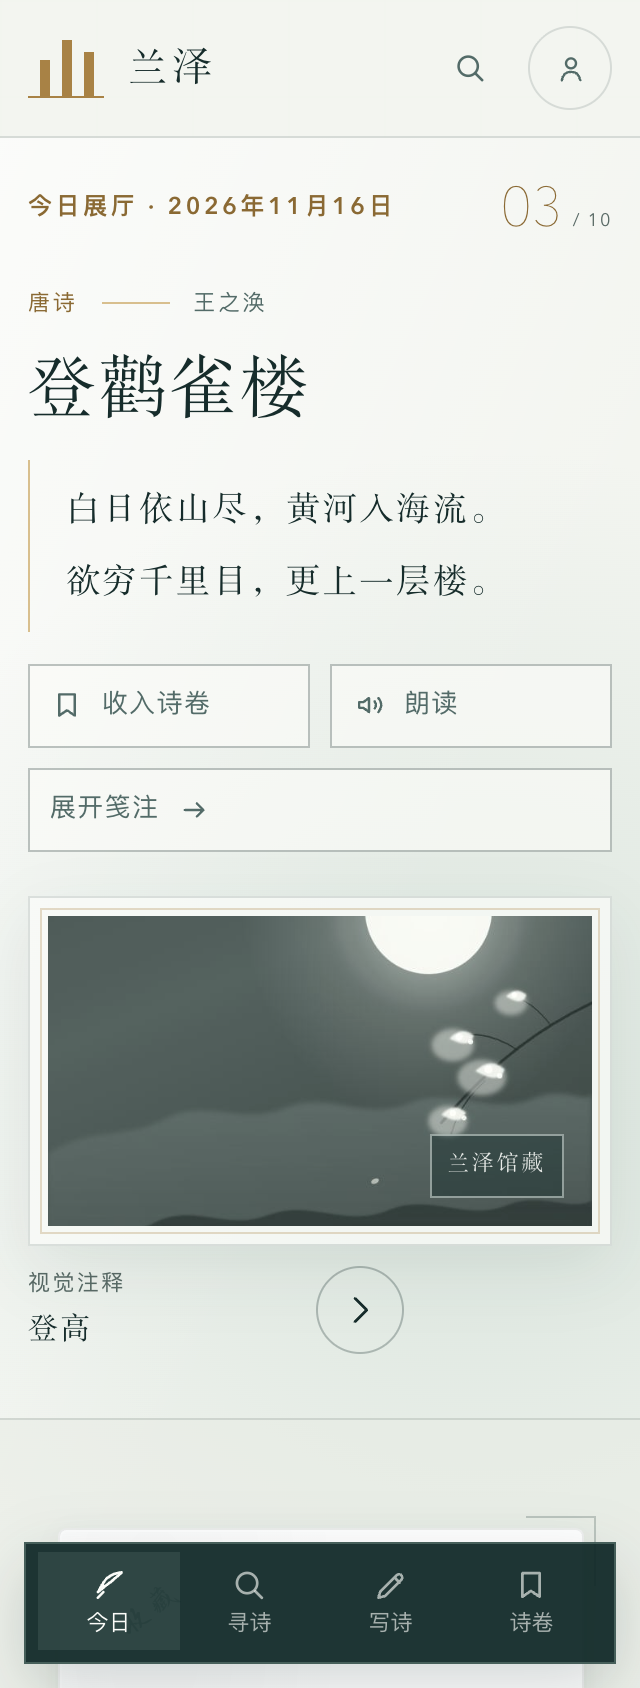 兰泽
今日展厅 · 2026年11月16日
03 / 10
唐诗 王之涣
登鹳雀楼
白日依山尽，黄河入海流。
欲穷千里目，更上一层楼。
收入诗卷
朗读
展开笺注
兰泽馆藏
视觉注释
登高
今日
寻诗
写诗
诗卷